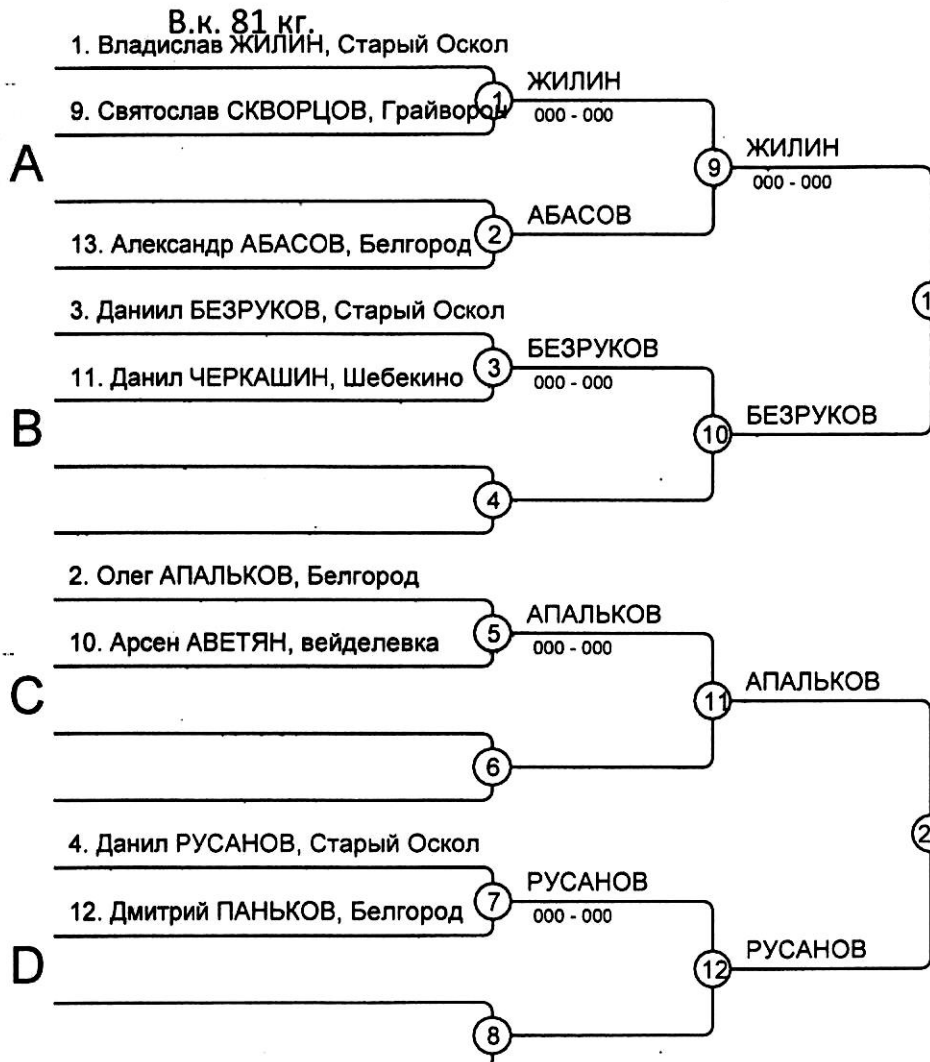 В.к. 81 кг.
1. Владислав ЖИЛИН, Старый Оскол
ЖИЛИН
1
9. Святослав СКВОРЦОВ, Грайворон
000 - 000
A
ЖИЛИН
9
000 - 000
АБАСОВ
2
13. Александр АБАСОВ, Белгород
3. Даниил БЕЗРУКОВ, Старый Оскол
1
БЕЗРУКОВ
3
11. Данил ЧЕРКАШИН, Шебекино
000 - 000
B
БЕЗРУКОВ
10
4
2. Олег АПАЛЬКОВ, Белгород
АПАЛЬКОВ
5
10. Арсен АВЕТЯН, вейделевка
000 - 000
C
АПАЛЬКОВ
11
6
4. Данил РУСАНОВ, Старый Оскол
2
РУСАНОВ
7
12. Дмитрий ПАНЬКОВ, Белгород
000 - 000
D
РУСАНОВ
12
8